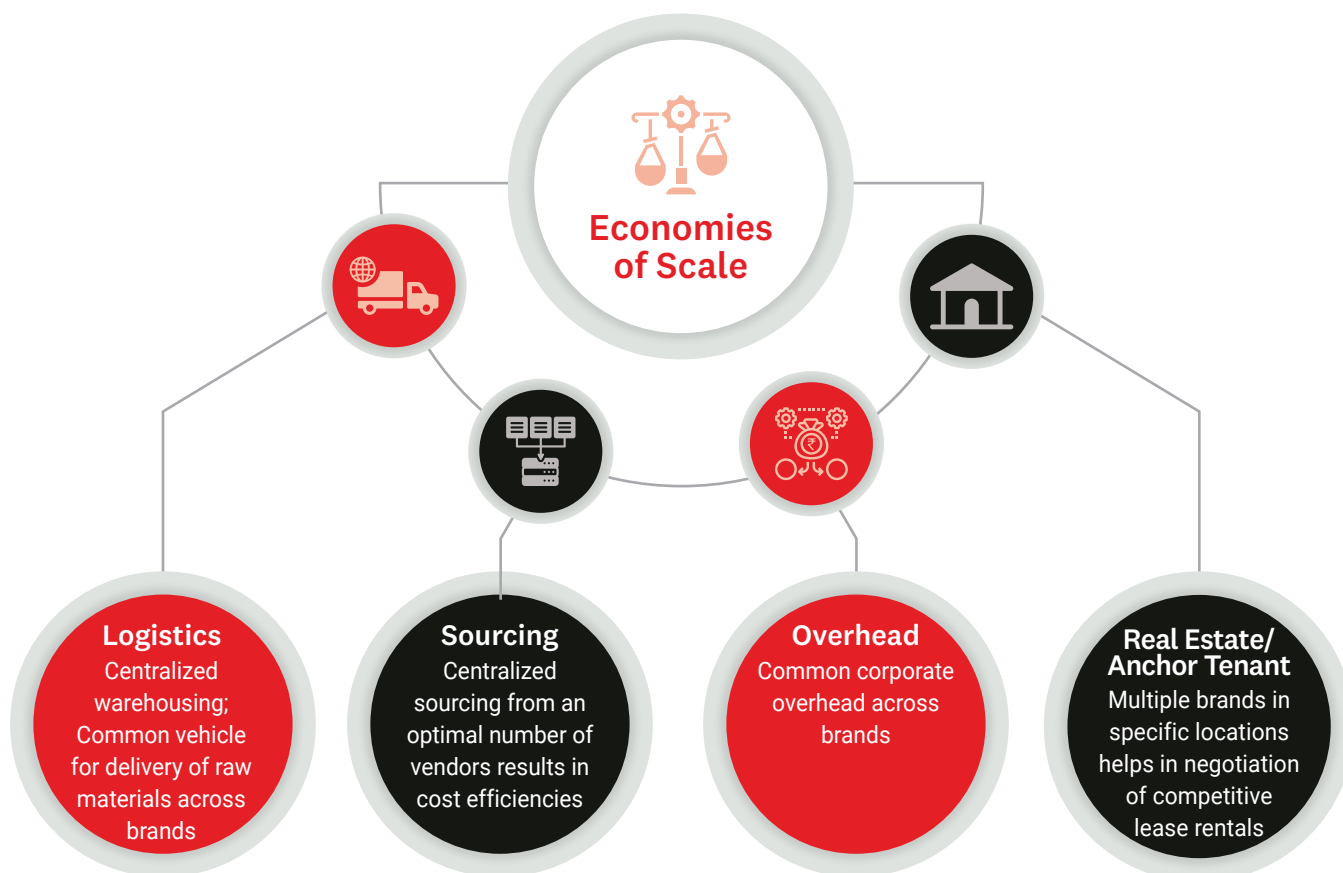 Economies
of Scale
₹
Logistics
Centralized
warehousing;
Common vehicle
for delivery of raw
materials across
brands
Sourcing
Centralized
sourcing from an
optimal number of
vendors results in
cost efficiencies
Overhead
Common corporate
overhead across
brands
Real Estate/
Anchor Tenant
Multiple brands in
specific locations
helps in negotiation
of competitive
lease rentals